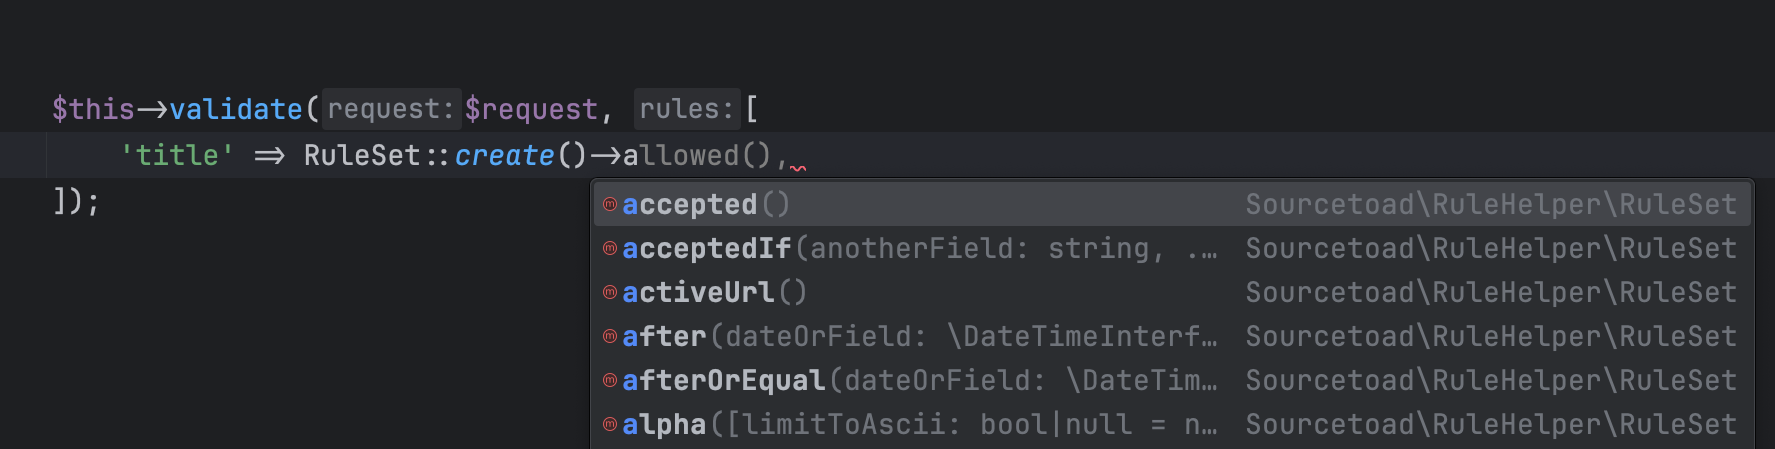 $this->validate( request: $request, rules: [
'title' => RuleSet::create()->allowed(),
]);
accepted() Sourcetoad\RuleHelper\RuleSet
acceptedIf(anotherField: string, .… Sourcetoad\RuleHelper\RuleSet
activeUrl() Sourcetoad\RuleHelper\RuleSet
after(dateOrField: \DateTimeInterf… Sourcetoad\RuleHelper\RuleSet
afterOrEqual(dateOrField: \DateTim… Sourcetoad\RuleHelper\RuleSet
alpha([limitToAscii: bool|null = n… Sourcetoad\RuleHelper\RuleSet